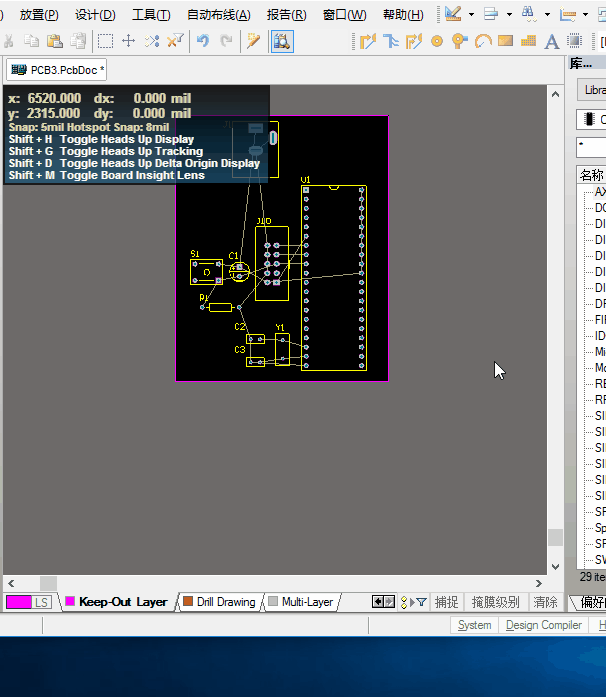 ) 放置(P) 设计(D) 工具(T) 自动布线(A) 报告(R) 窗口(W) 帮助(H)
PCB3.PcbDoc *
库...
x: 6520.000 dx: 0.000 mil
y: 2315.000 dy: 0.000 mil
Snap: 5mil Hotspot Snap: 8mil
Shift + H Toggle Heads Up Display
Shift + G Toggle Heads Up Tracking
Shift + D Toggle Heads Up Delta Origin Display
Shift + M Toggle Board Insight Lens
Libra
*
名称
AX
DC
DI
DI
DI
DI
DI
DF
FIE
ID
Mi
Mo
RE
RF
SI
SI
SI
SI
SI
SI
SF
Sp
SF
SW
29 ite
U1
J10
S1
C1
R1
C2
C3
Y1
LS
Keep-Out Layer
Drill Drawing
Multi-Layer
捕捉
掩膜级别
清除
偏好的
System
Design Compiler
H